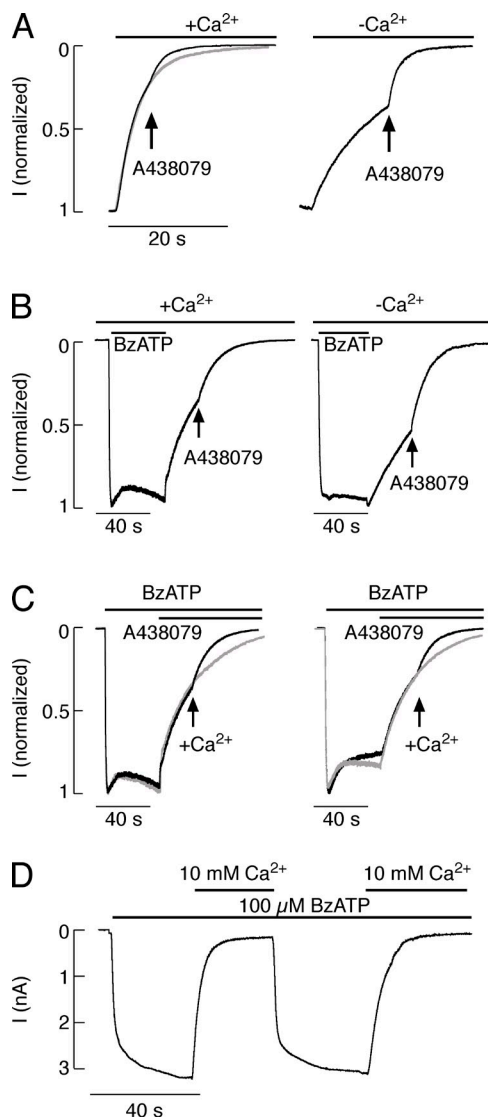 A
+Ca²⁺ -Ca²⁺
0
0.5
1
I (normalized)
A438079 A438079
20 s
B
+Ca²⁺ -Ca²⁺
BzATP BzATP
0
0.5
1
I (normalized)
A438079 A438079
40 s 40 s
C
BzATP BzATP
A438079 A438079
0
0.5
1
I (normalized)
+Ca²⁺ +Ca²⁺
40 s 40 s
D
10 mM Ca²⁺ 10 mM Ca²⁺
100 µM BzATP
0
1
2
3
I (nA)
40 s